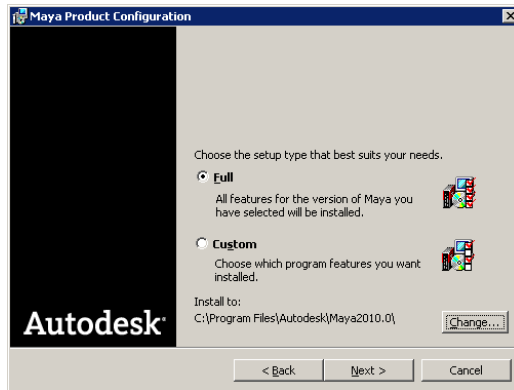 Maya Product Configuration
Choose the setup type that best suits your needs.
Full
All features for the version of Maya you
have selected will be installed.
Custom
Choose which program features you want
installed.
Install to:
C:\Program Files\Autodesk\Maya2010.0\
Change...
Autodesk
< Back
Next >
Cancel